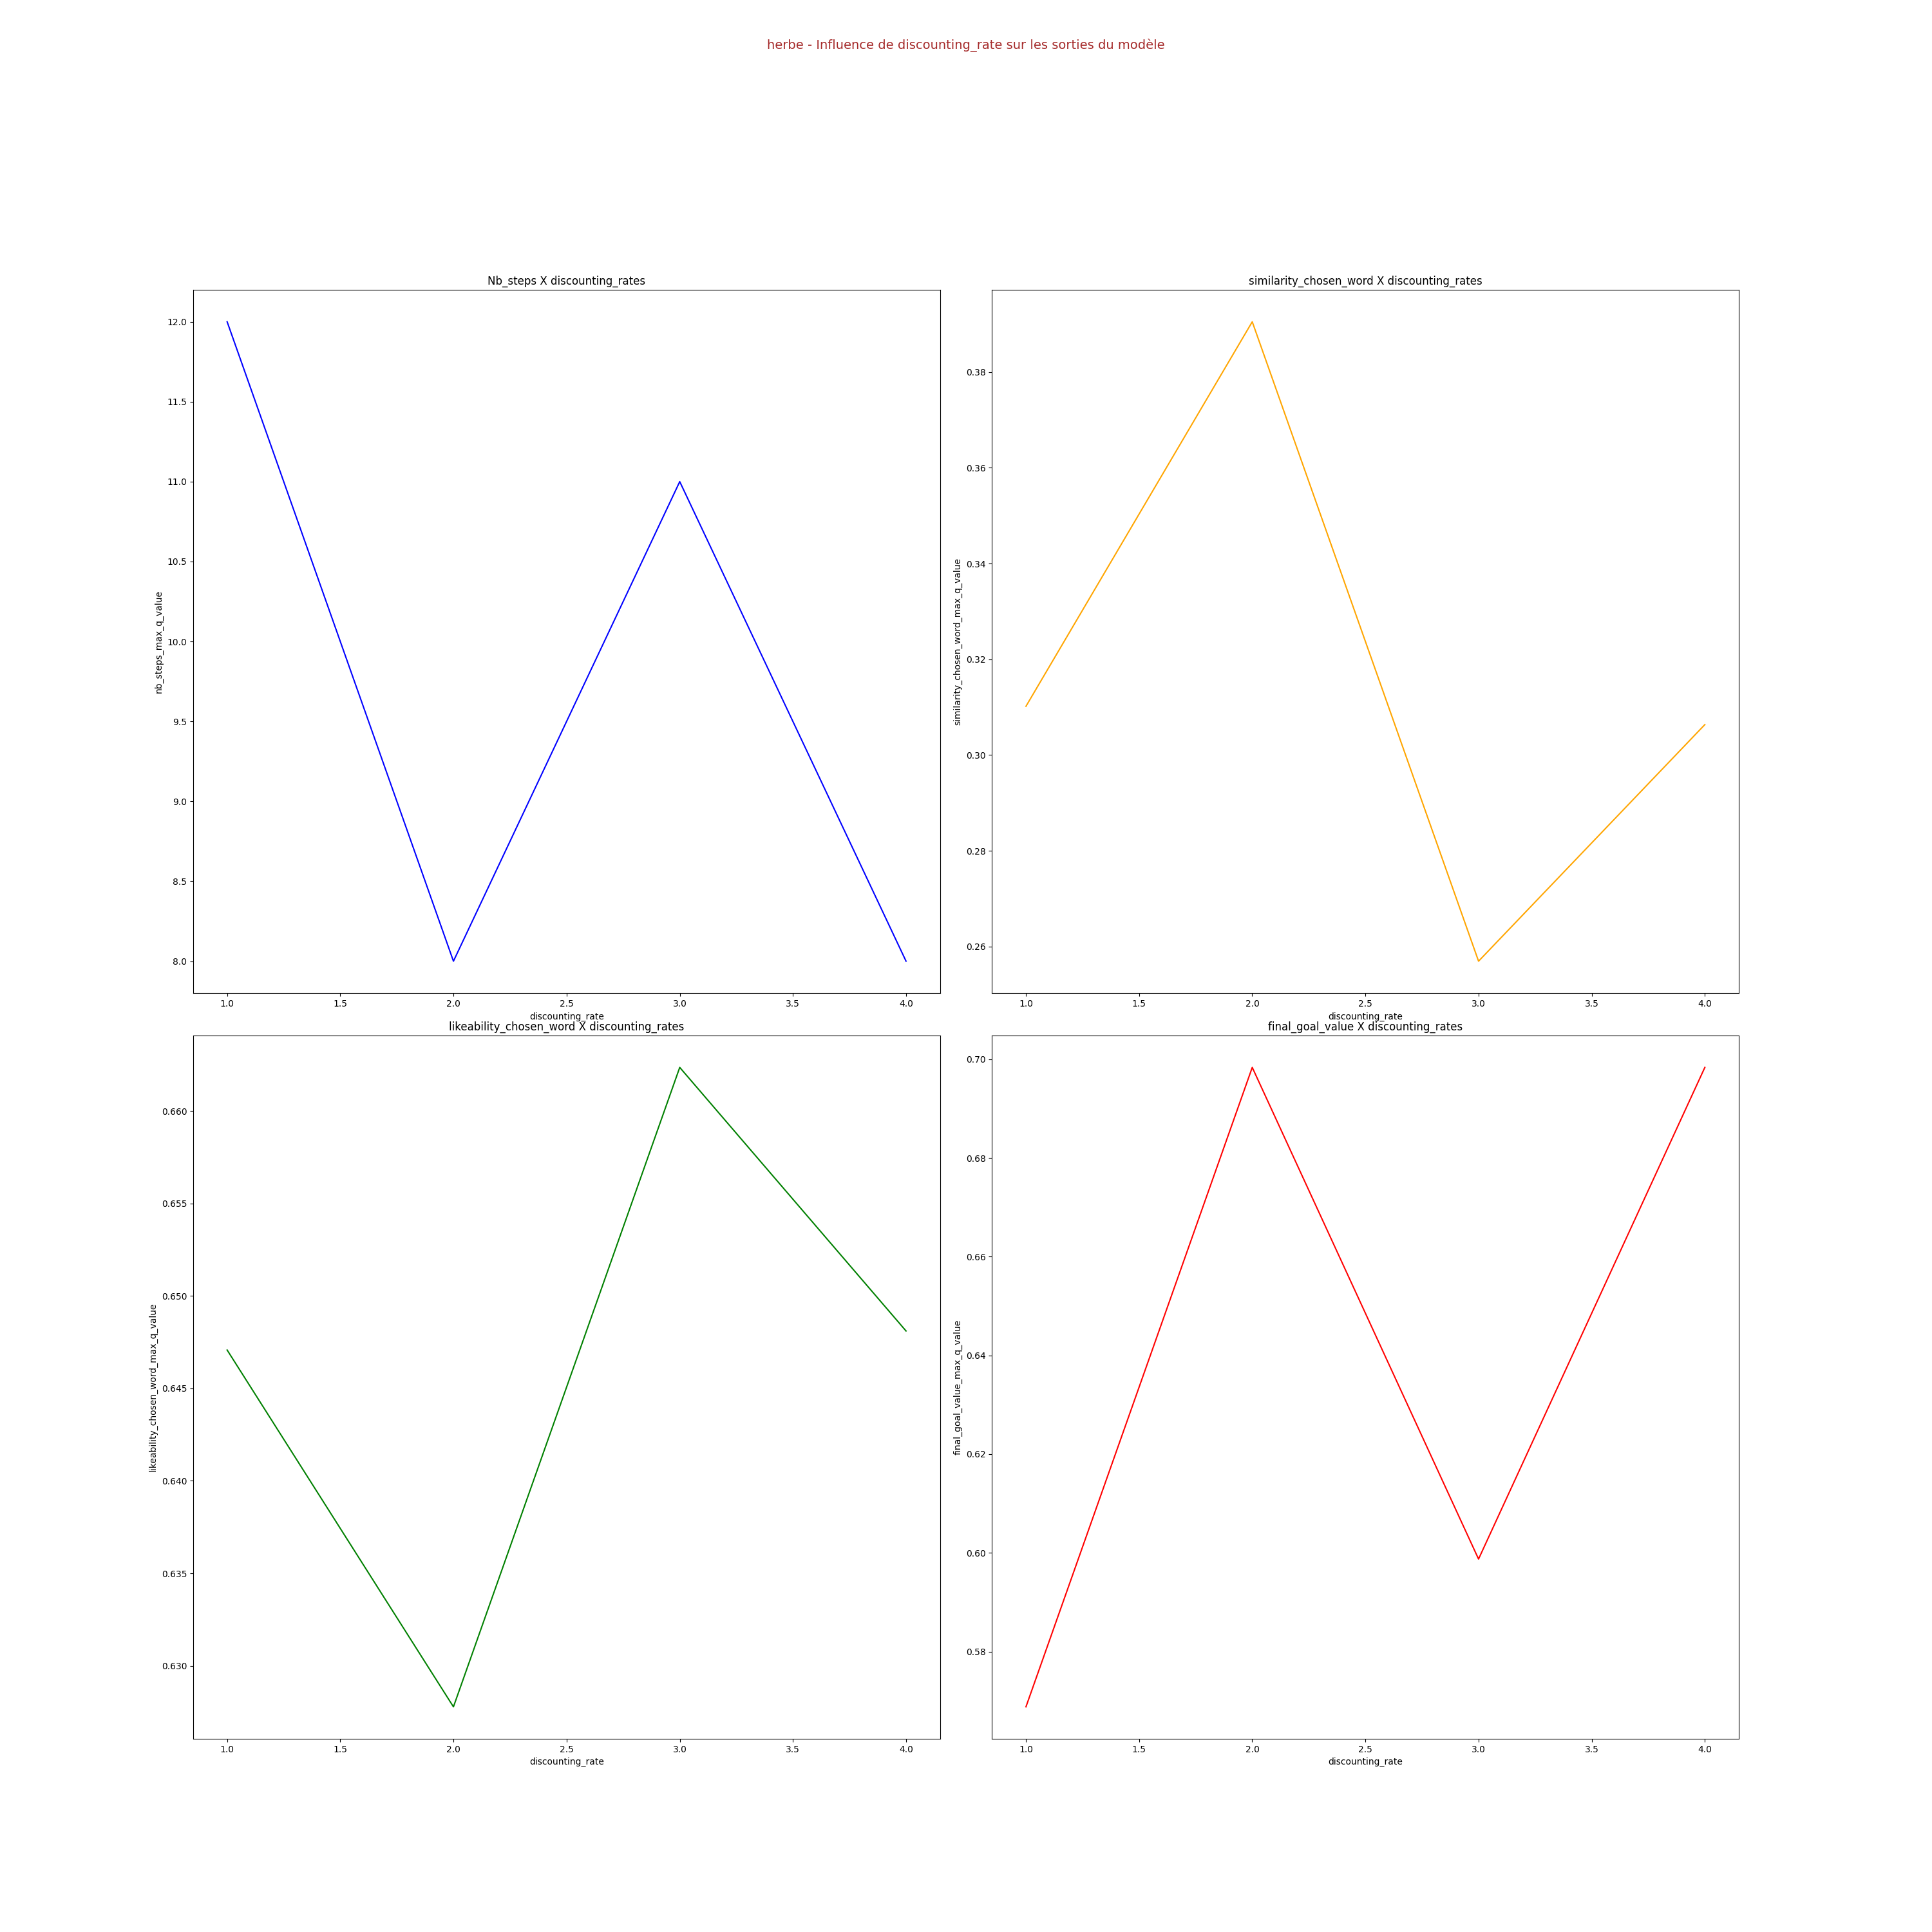 herbe - Influence de discounting_rate sur les sorties du modèle
Nb_steps X discounting_rates
nb_steps_max_q_value
12.0
11.5
11.0
10.5
10.0
9.5
9.0
8.5
8.0
1.0 1.5 2.0 2.5 3.0 3.5 4.0
discounting_rate
similarity_chosen_word X discounting_rates
similarity_chosen_word_max_q_value
0.38
0.36
0.34
0.32
0.30
0.28
0.26
1.0 1.5 2.0 2.5 3.0 3.5 4.0
discounting_rate
likeability_chosen_word X discounting_rates
likeability_chosen_word_max_q_value
0.660
0.655
0.650
0.645
0.640
0.635
0.630
1.0 1.5 2.0 2.5 3.0 3.5 4.0
discounting_rate
final_goal_value X discounting_rates
final_goal_value_max_q_value
0.70
0.68
0.66
0.64
0.62
0.60
0.58
1.0 1.5 2.0 2.5 3.0 3.5 4.0
discounting_rate